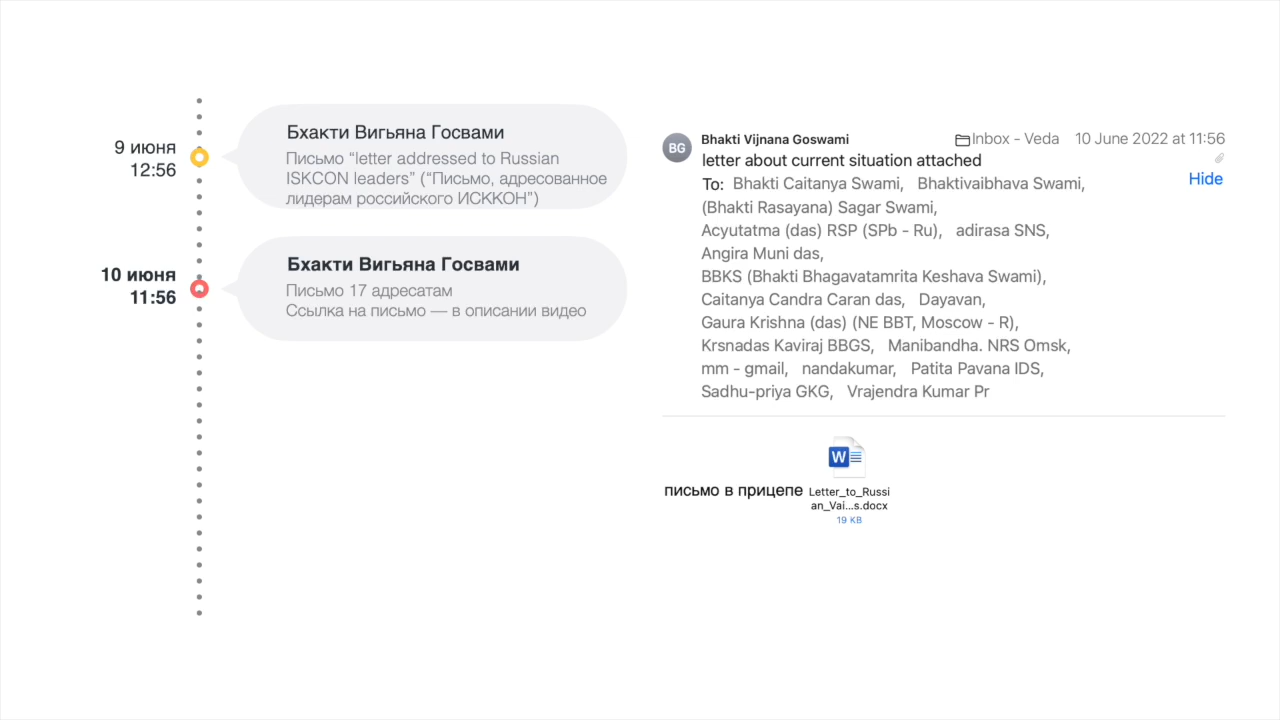 9 июня
12:56
Бхакти Вигьяна Госвами
Письмо “letter addressed to Russian
ISKCON leaders” (“Письмо, адресованное
лидерам российского ИСККОН”)
10 июня
11:56
Бхакти Вигьяна Госвами
Письмо 17 адресатам
Ссылка на письмо — в описании видео
BG
Bhakti Vijnana Goswami
Inbox - Veda 10 June 2022 at 11:56
letter about current situation attached
To: Bhakti Caitanya Swami, Bhaktivaibhava Swami,
Hide
(Bhakti Rasayana) Sagar Swami,
Acyutatma (das) RSP (SPb - Ru), adirasa SNS,
Angira Muni das,
BBKS (Bhakti Bhagavatamrita Keshava Swami),
Caitanya Candra Caran das, Dayavan,
Gaura Krishna (das) (NE BBT, Moscow - R),
Krsnadas Kaviraj BBGS, Manibandha. NRS Omsk,
mm - gmail, nandakumar, Patita Pavana IDS,
Sadhu-priya GKG, Vrajendra Kumar Pr
W
письмо в прицепе
Letter_to_Russi
an_Vai...s.docx
19 KB